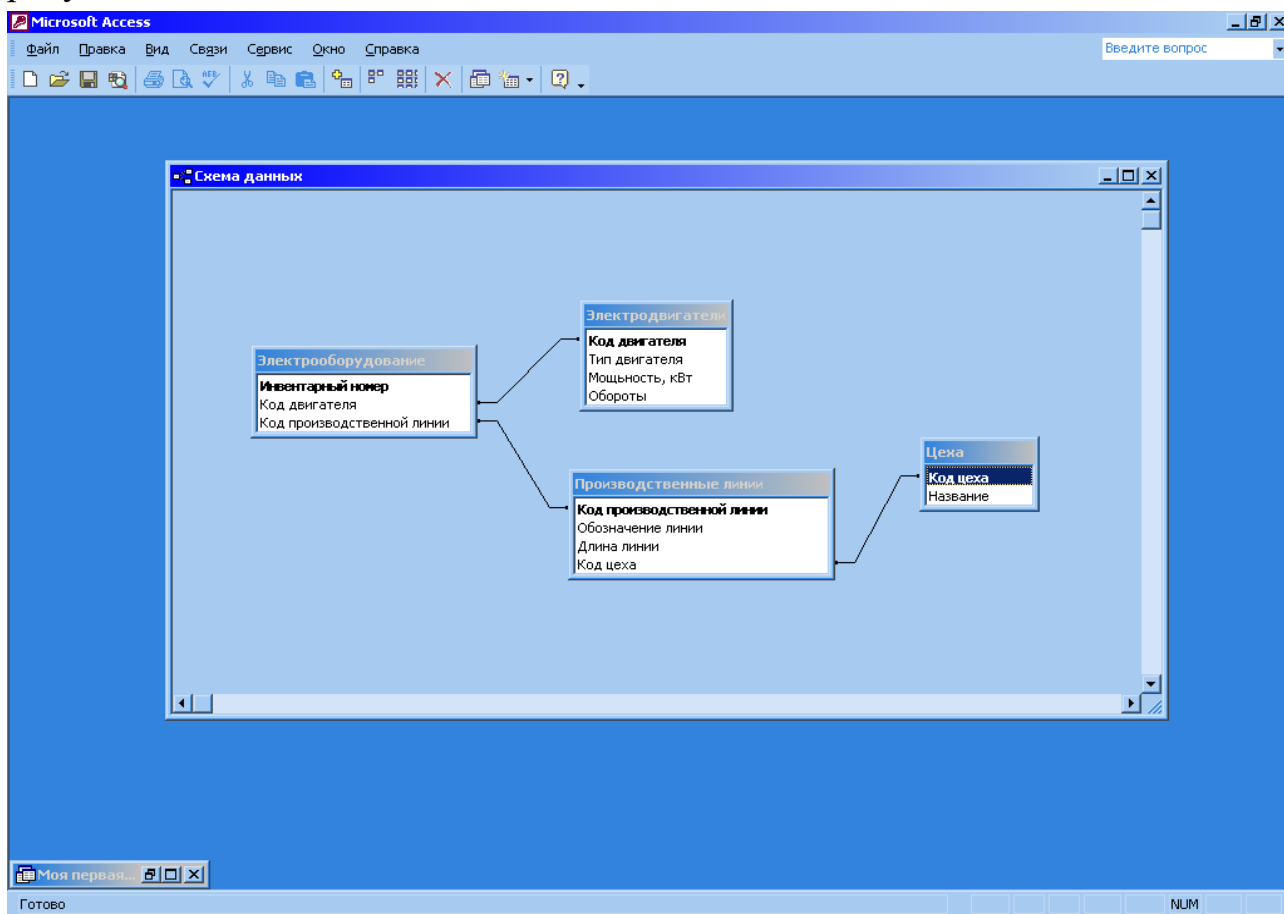 Microsoft Access
Файл Правка Вид Связи Сервис Окно Справка Введите вопрос
Схема данных
Электродвигатели
Код двигателя
Тип двигателя
Мощьность, кВт
Обороты
Электрооборудование
Инвентарный номер
Код двигателя
Код производственной линии
Производственные линии
Код производственной линии
Обозначение линии
Длина линии
Код цеха
Цеха
Код цеха
Название
Моя первая...
Готово NUM